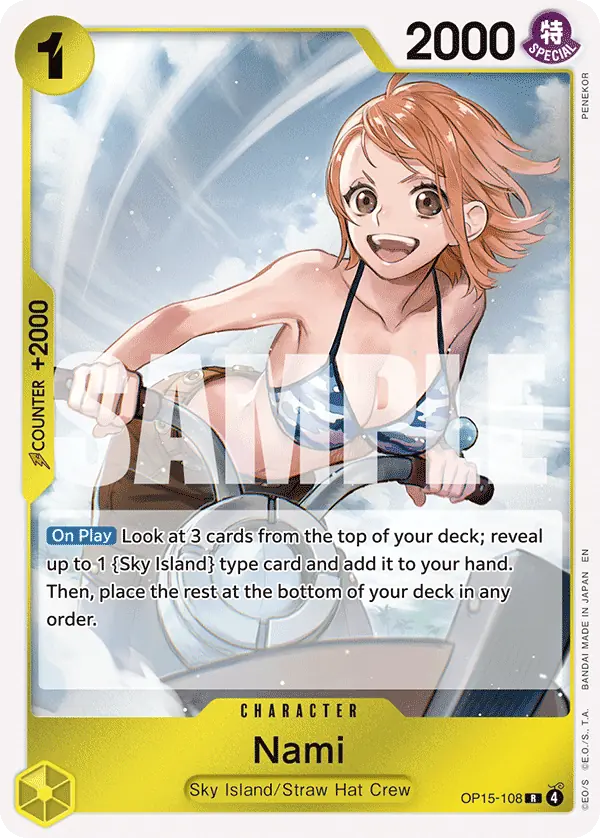 1
2000
特
SPECIAL
PENEKOR
COUNTER +2000
SAMPLE
On Play Look at 3 cards from the top of your deck; reveal
up to 1 {Sky Island} type card and add it to your hand.
Then, place the rest at the bottom of your deck in any
order.
CHARACTER
Nami
Sky Island/Straw Hat Crew
OP15-108 R 4
©E.O/S ©E.O./S., T.A. BANDAI MADE IN JAPAN EN